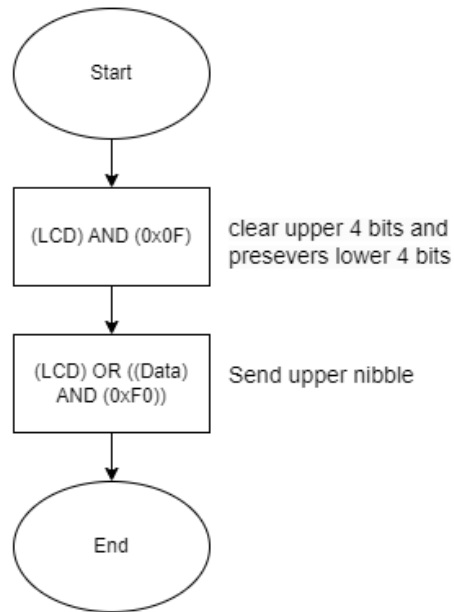 Start
(LCD) AND (0x0F)
clear upper 4 bits and
presevers lower 4 bits
(LCD) OR ((Data)
AND (0xF0))
Send upper nibble
End